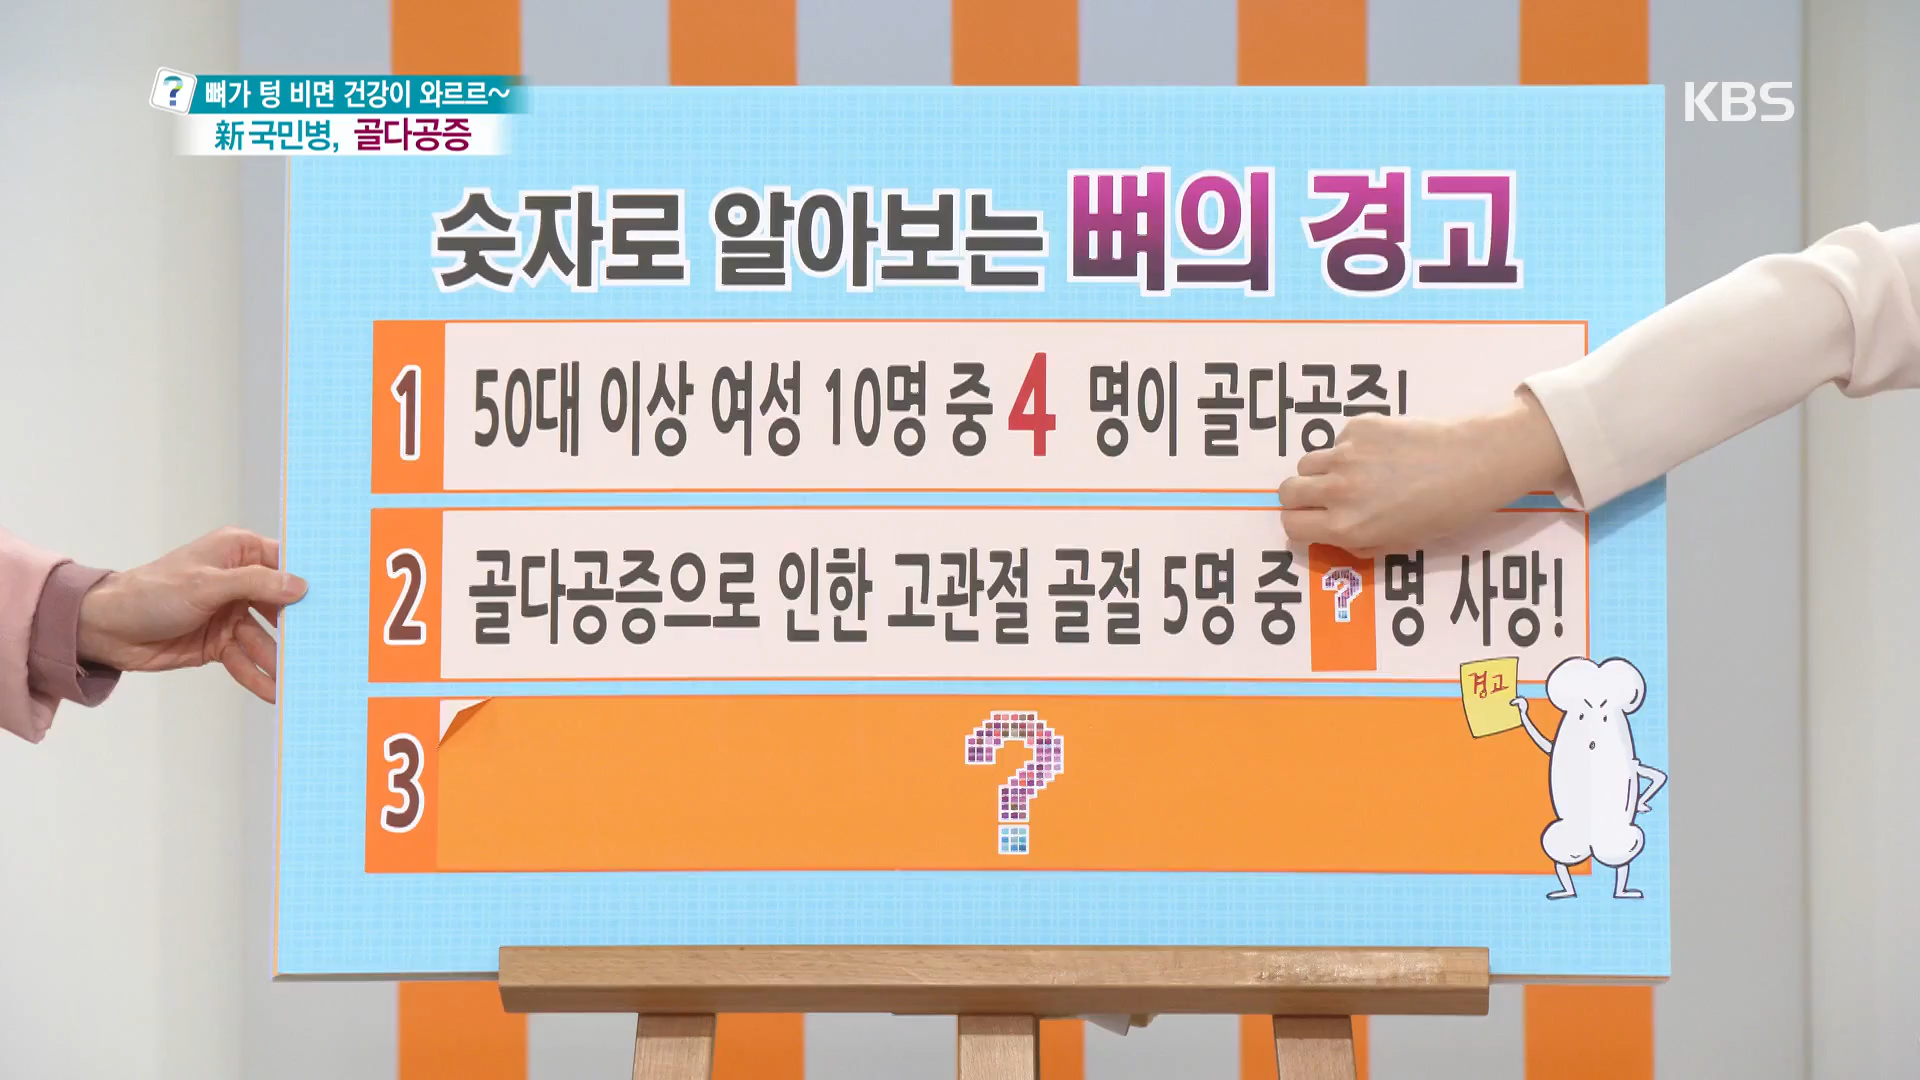 ? 뼈가 텅 비면 건강이 와르르~
新 국민병, 골다공증
KBS
숫자로 알아보는 뼈의 경고
1 50대 이상 여성 10명 중 4 명이 골다공증!
2 골다공증으로 인한 고관절 골절 5명 중 ? 명 사망!
경고
3 ?